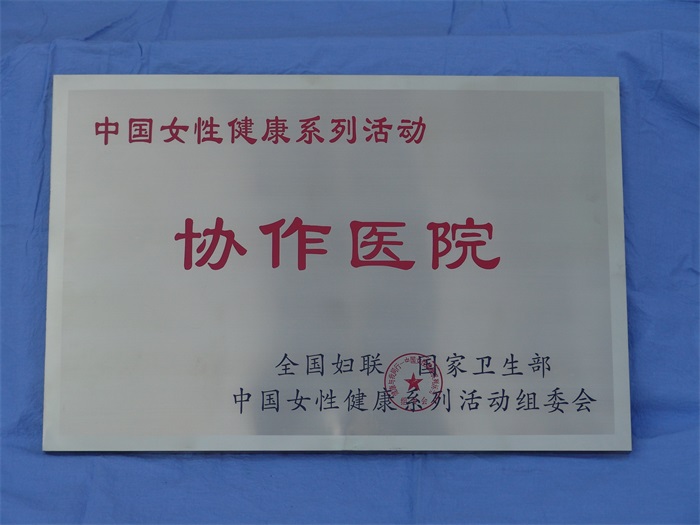 中国女性健康系列活动
协作医院
全国妇联 国家卫生部
中国女性健康系列活动组委会